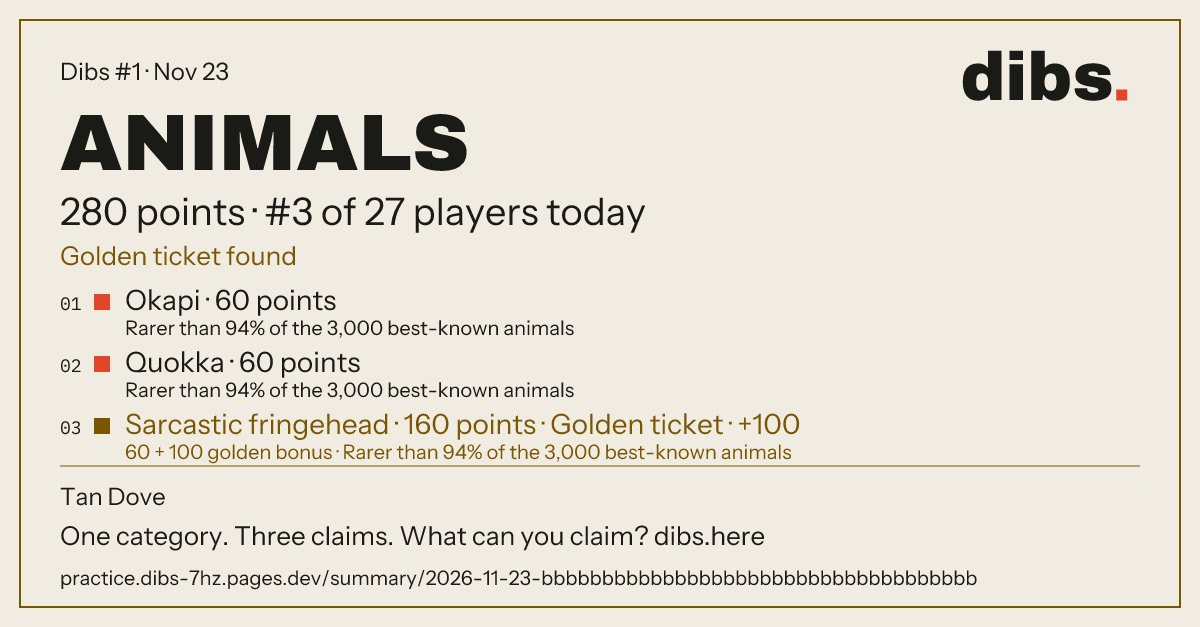 Dibs #1 · Nov 23
dibs.
ANIMALS
280 points · #3 of 27 players today
Golden ticket found
01 Okapi · 60 points
Rarer than 94% of the 3,000 best-known animals
02 Quokka · 60 points
Rarer than 94% of the 3,000 best-known animals
03 Sarcastic fringehead · 160 points · Golden ticket · +100
60 + 100 golden bonus · Rarer than 94% of the 3,000 best-known animals
Tan Dove
One category. Three claims. What can you claim? dibs.here
practice.dibs-7hz.pages.dev/summary/2026-11-23-bbbbbbbbbbbbbbbbbbbbbbbbbbbbbbbbbbbb